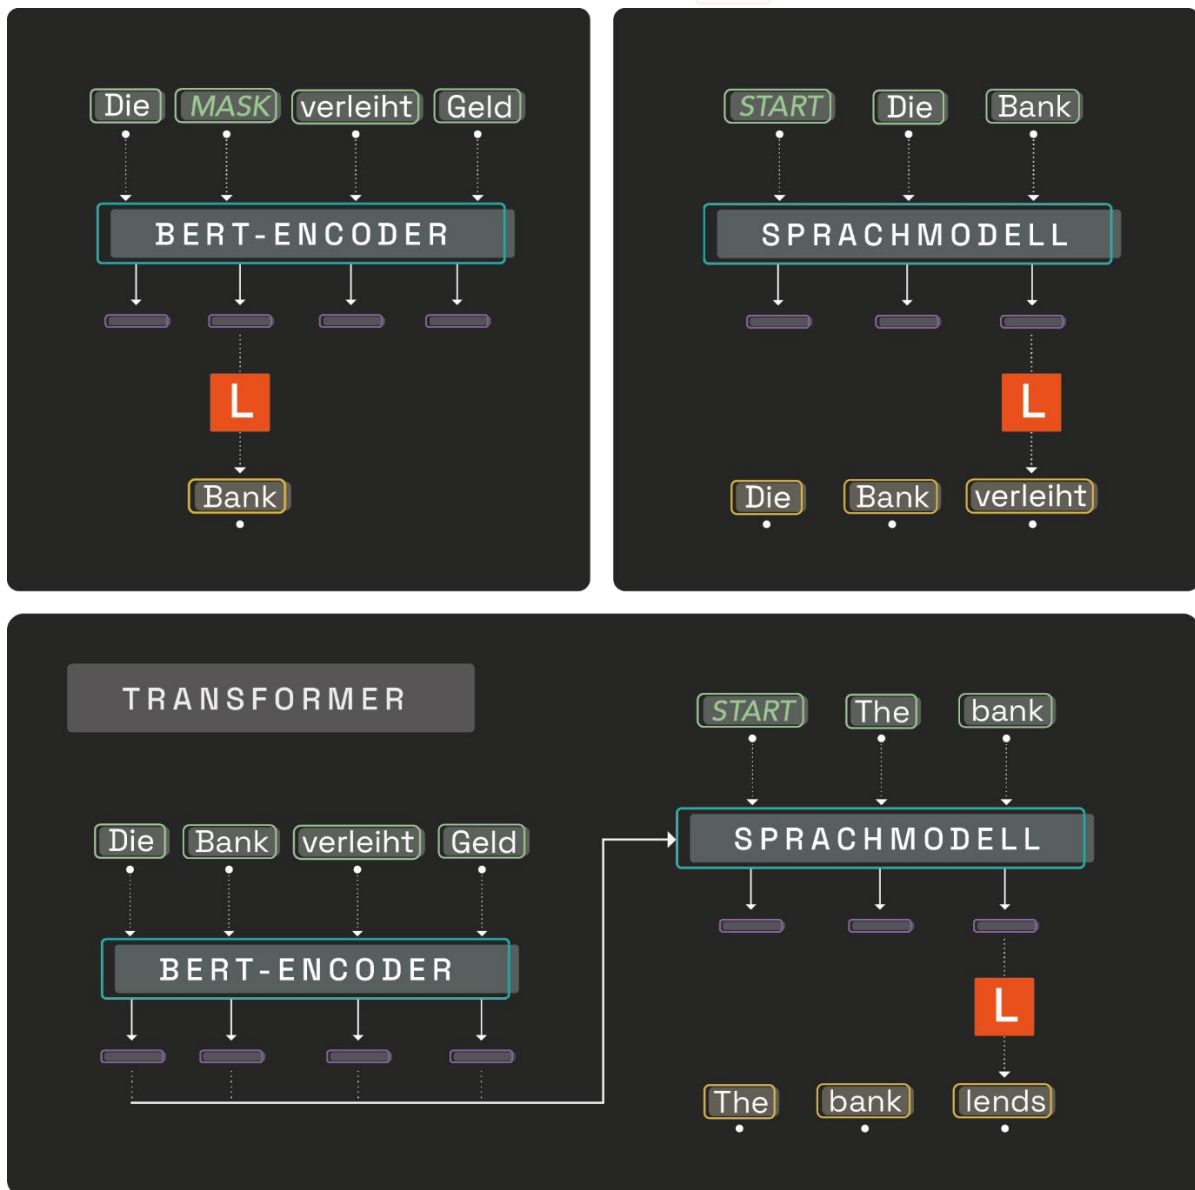 Die MASK verleiht Geld
BERT-ENCODER
L
Bank
START Die Bank
SPRACHMODELL
L
Die Bank verleiht
TRANSFORMER
Die Bank verleiht Geld
BERT-ENCODER
START The bank
SPRACHMODELL
L
The bank lends